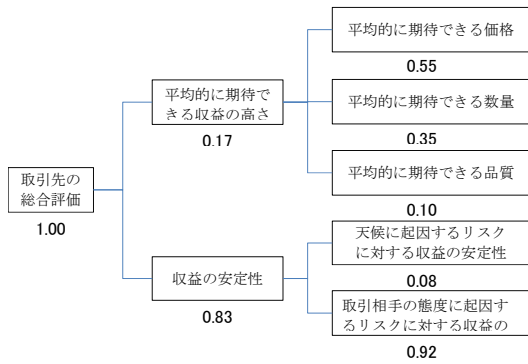 平均的に期待できる価格
0.55
平均的に期待で
きる収益の高さ
0.17
平均的に期待できる数量
0.35
取引先の
総合評価
1.00
平均的に期待できる品質
0.10
天候に起因するリスク
に対する収益の安定性
0.08
収益の安定性
0.83
取引相手の態度に起因す
るリスクに対する収益の
0.92